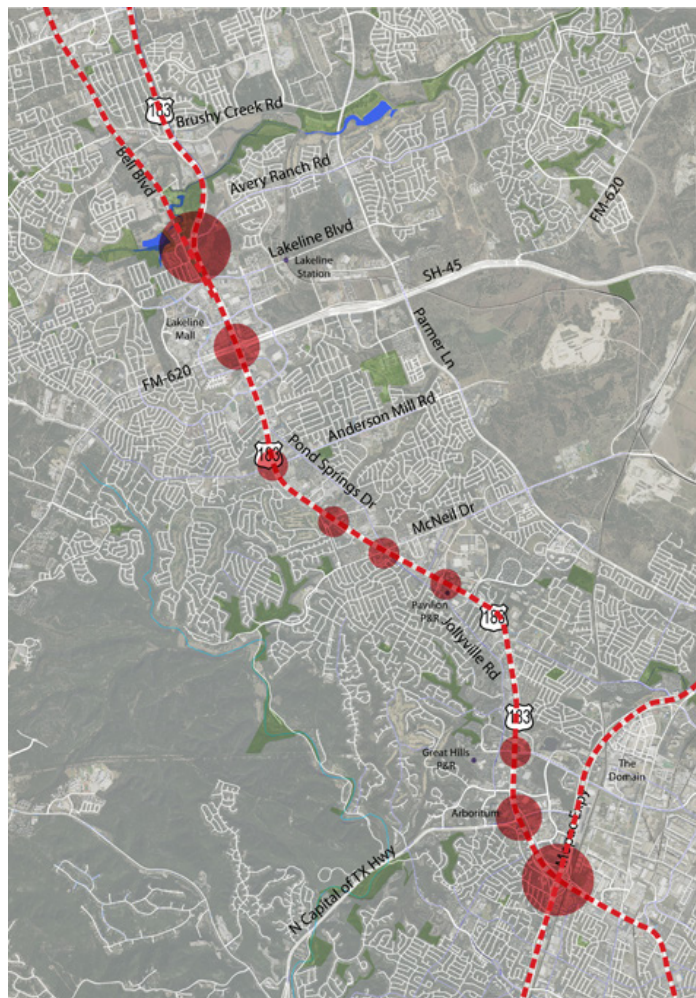 183
Brushy Creek Rd
Bell Blvd
Avery Ranch Rd
FM-620
Lakeline Blvd
Lakeline
Station
SH-45
Lakeline
Mall
Parmer Ln
FM-620
Anderson Mill Rd
183
Pond Springs Dr
McNeil Dr
Pavilion
P&R
183
Jollyville Rd
183
Great Hills
P&R
The
Domain
Arboritum
N Capital of TX Hwy
Expy